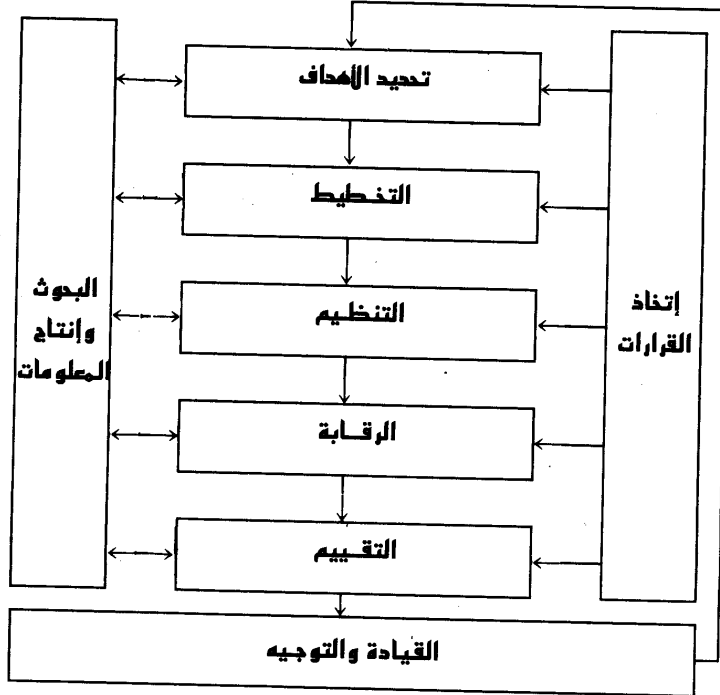 تحديد الأهداف
التخطيط
التنظيم
الرقابة
التقييم
إتخاذ
القرارات
البحوث
وإنتاج
المعلومات
القيادة والتوجيه